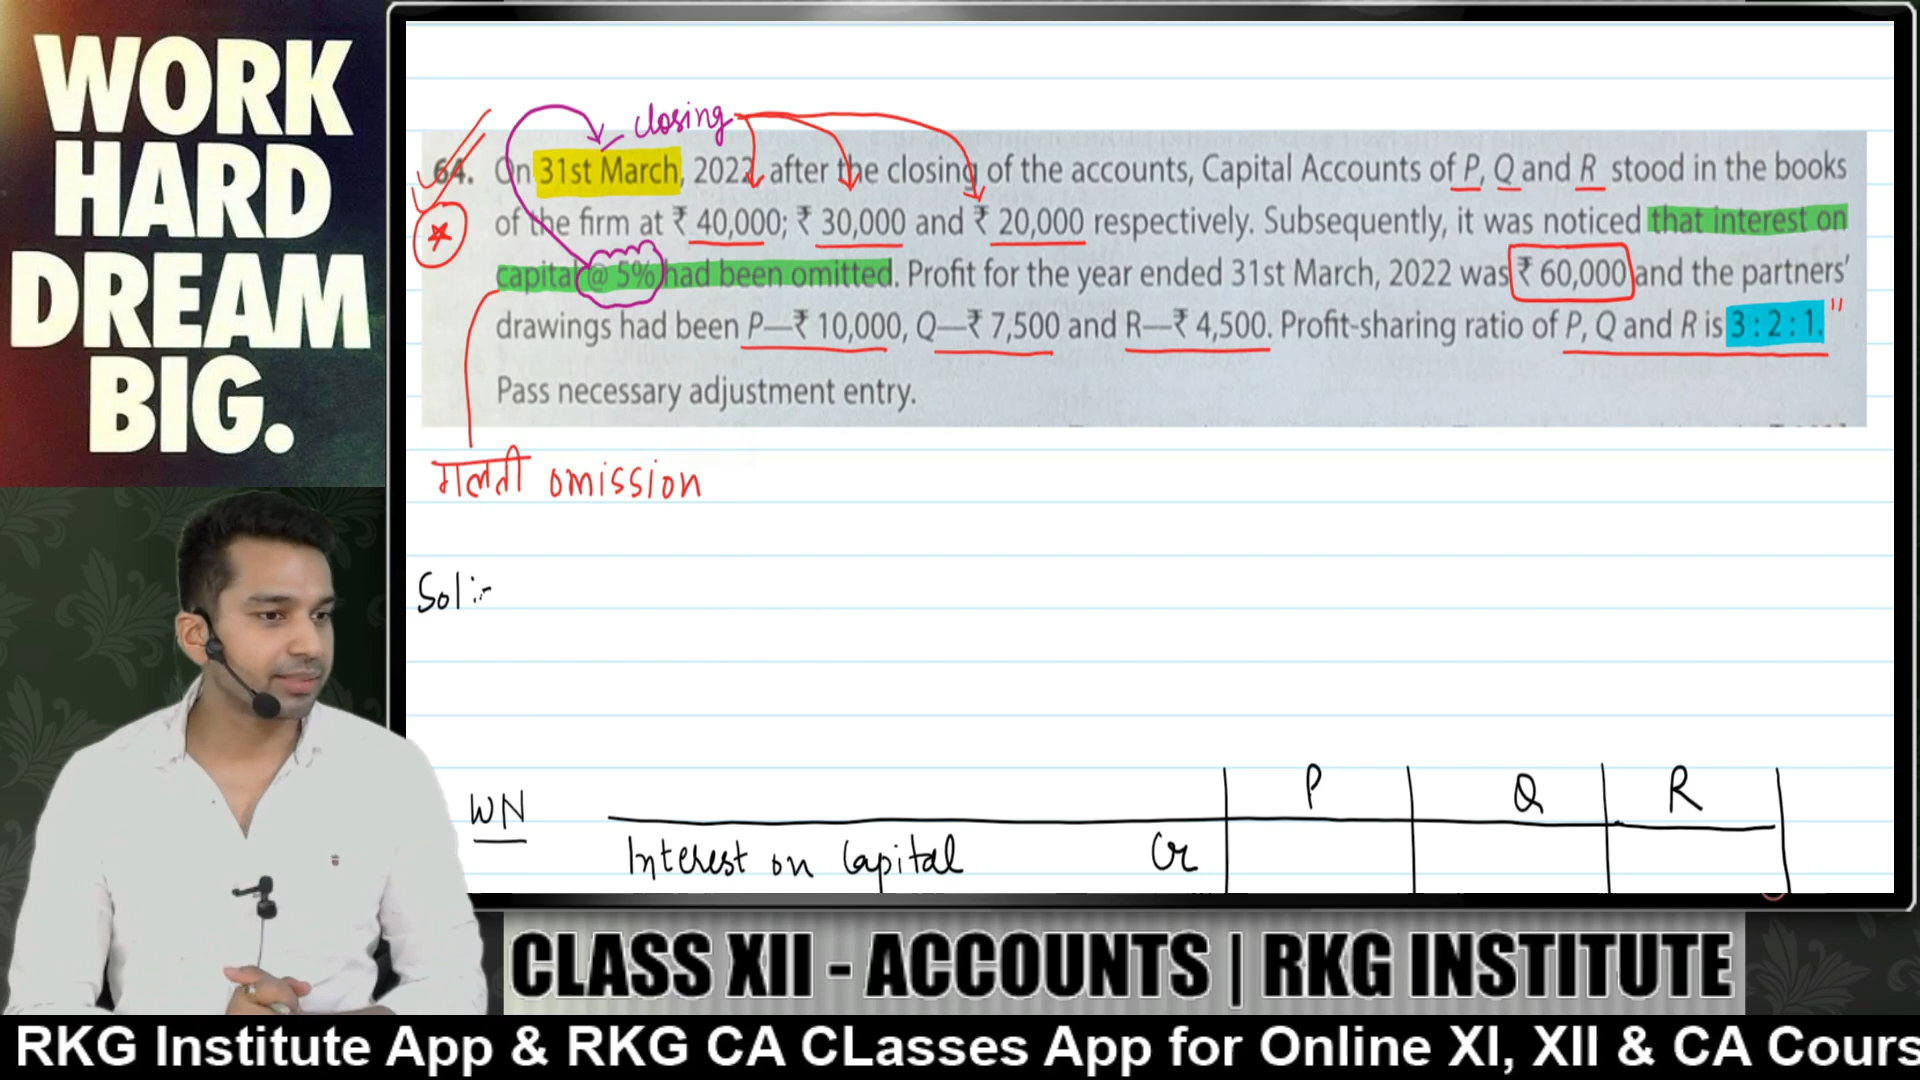 WORK
HARD
DREAM
BIG.
closing
64. On 31st March, 2022, after the closing of the accounts, Capital Accounts of P, Q and R stood in the books
of the firm at ₹ 40,000; ₹ 30,000 and ₹ 20,000 respectively. Subsequently, it was noticed that interest on
capital @ 5% had been omitted. Profit for the year ended 31st March, 2022 was ₹ 60,000 and the partners'
drawings had been P—₹ 10,000, Q—₹ 7,500 and R—₹ 4,500. Profit-sharing ratio of P, Q and R is 3 : 2 : 1."
Pass necessary adjustment entry.
गलती omission
Sol:-
WN P Q R
Interest on Capital Cr
CLASS XII - ACCOUNTS | RKG INSTITUTE
RKG Institute App & RKG CA CLasses App for Online XI, XII & CA Cours